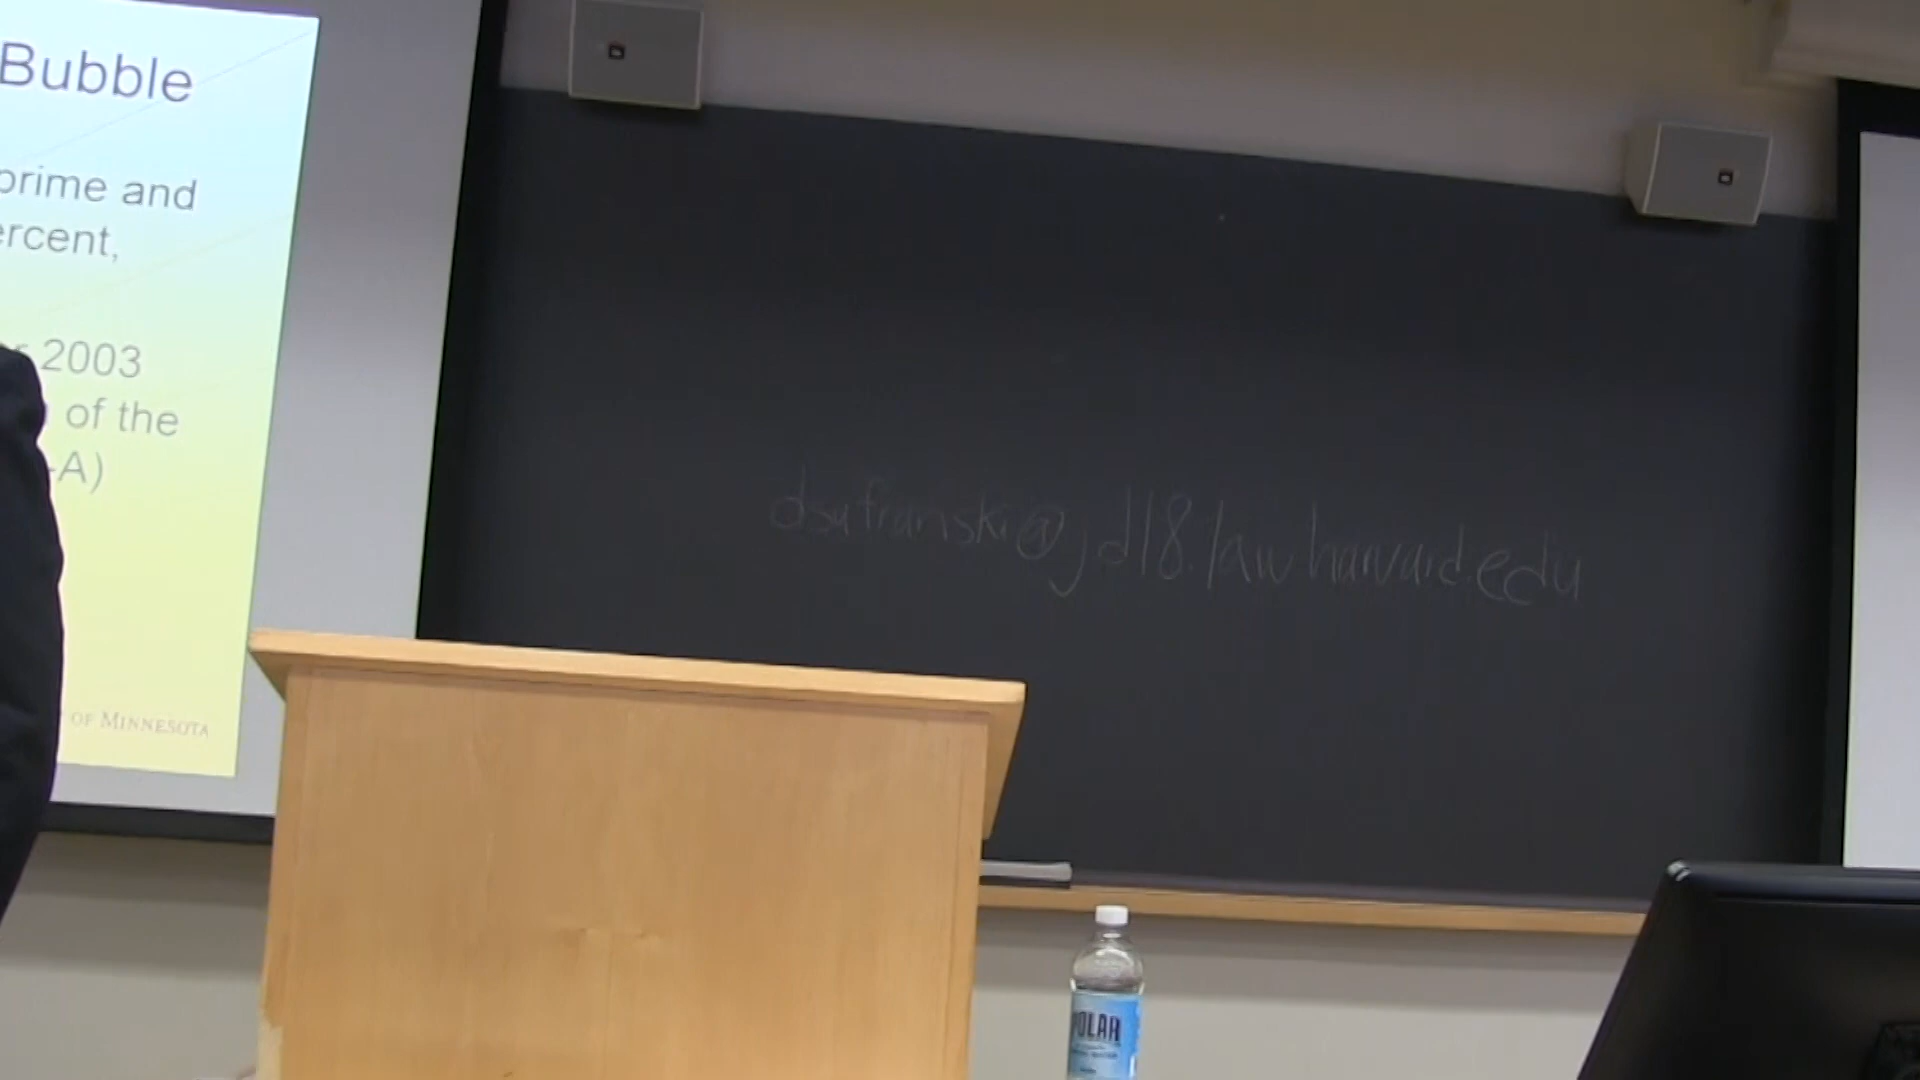 Bubble
prime and
ercent,
r 2003
of the
-A)
OF MINNESOTA
dsafranski@jd18.law.harvard.edu
POLAR